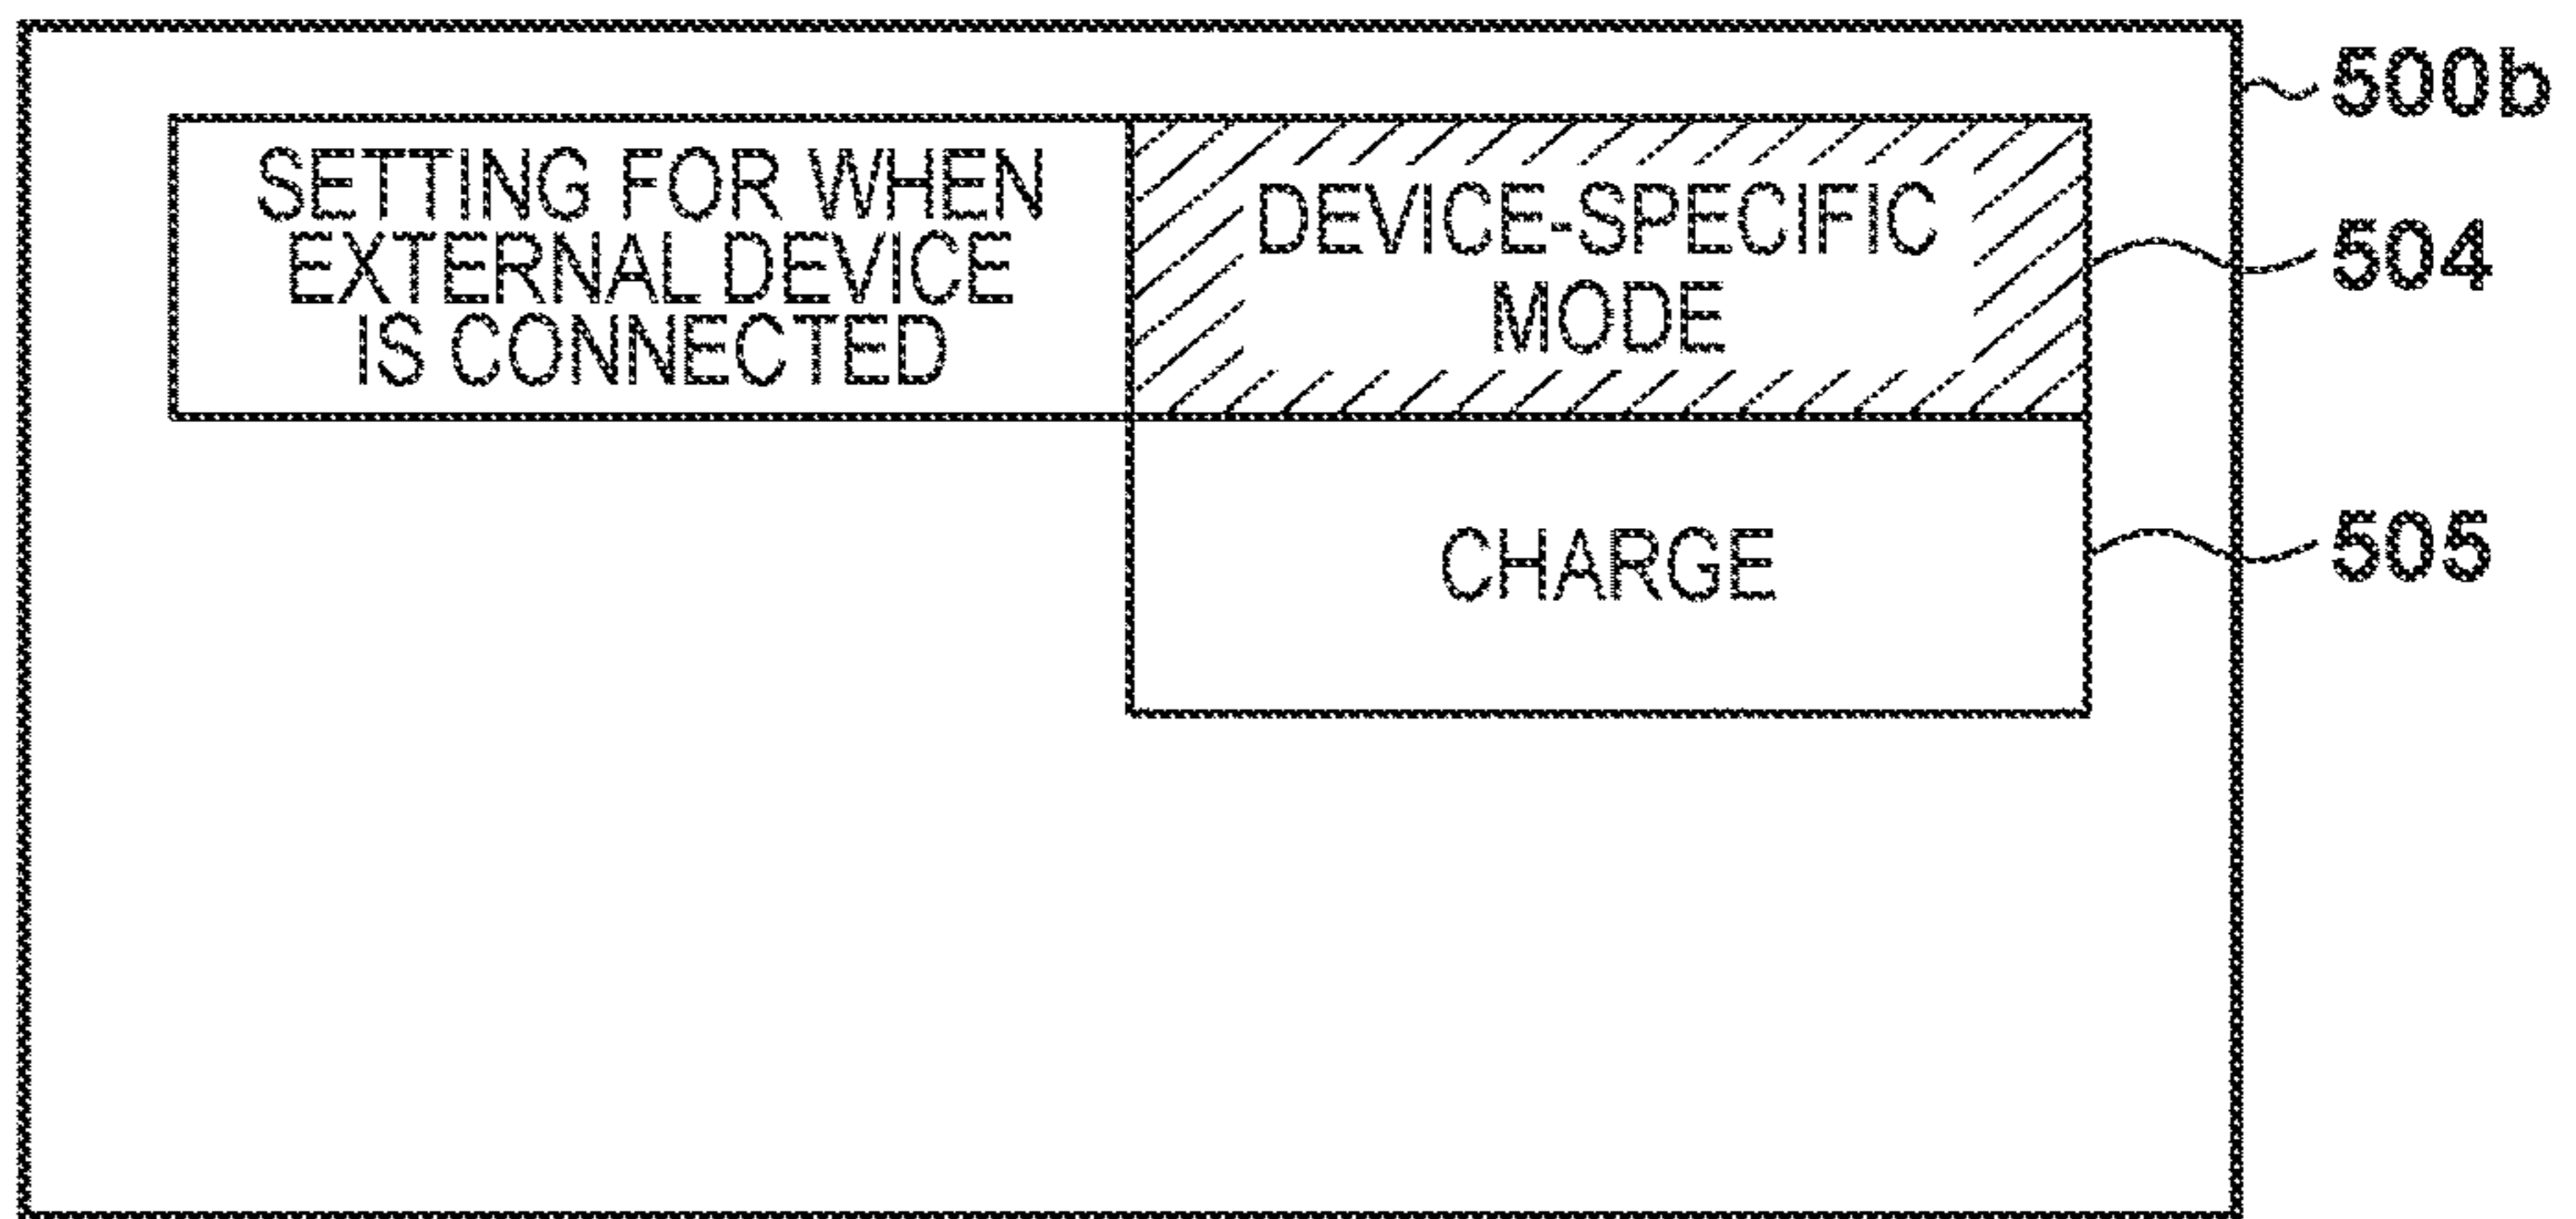 500b
SETTING FOR WHEN
EXTERNAL DEVICE
IS CONNECTED
DEVICE-SPECIFIC
MODE
504
CHARGE
505